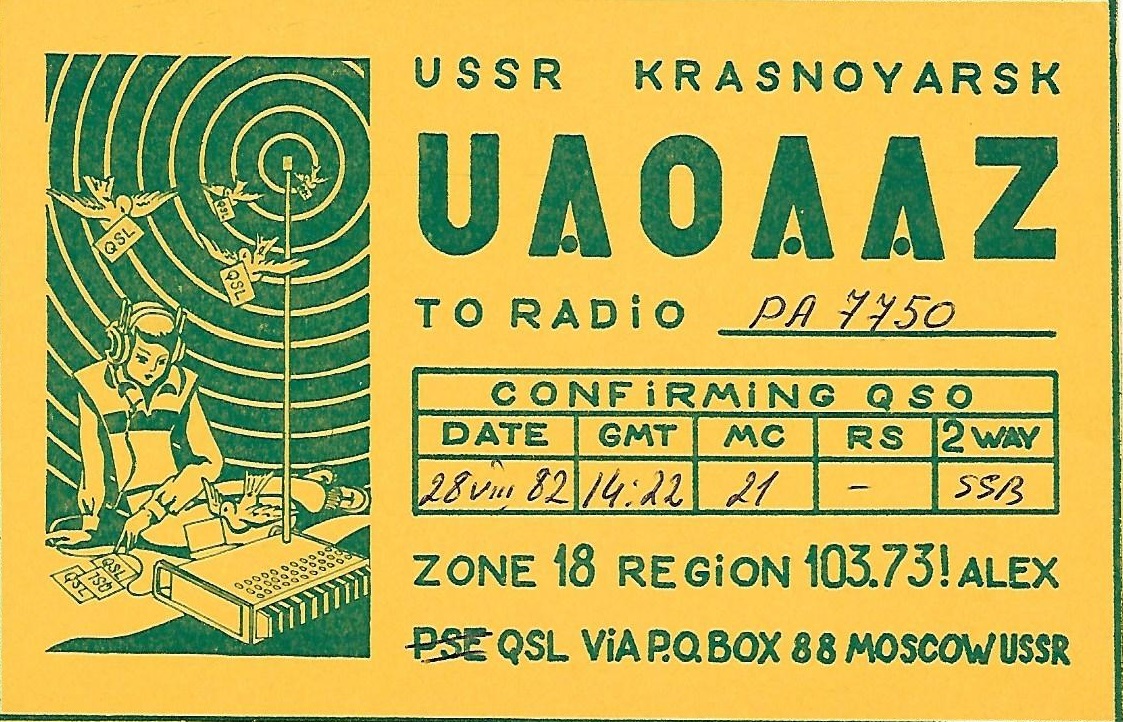 USSR KRASNOYARSK
UA0AAZ
TO RADiO PA 7750
CONFiRMiNG QSO
DATE GMT MC RS 2 WAY
28 VIII 82 14:22 21 – SSB
ZONE 18 REGiON 103.73! ALEX
PSE QSL ViA P.O. BOX 88 MOSCOW USSR
QSL
QSL
QSL
QSL
QSL